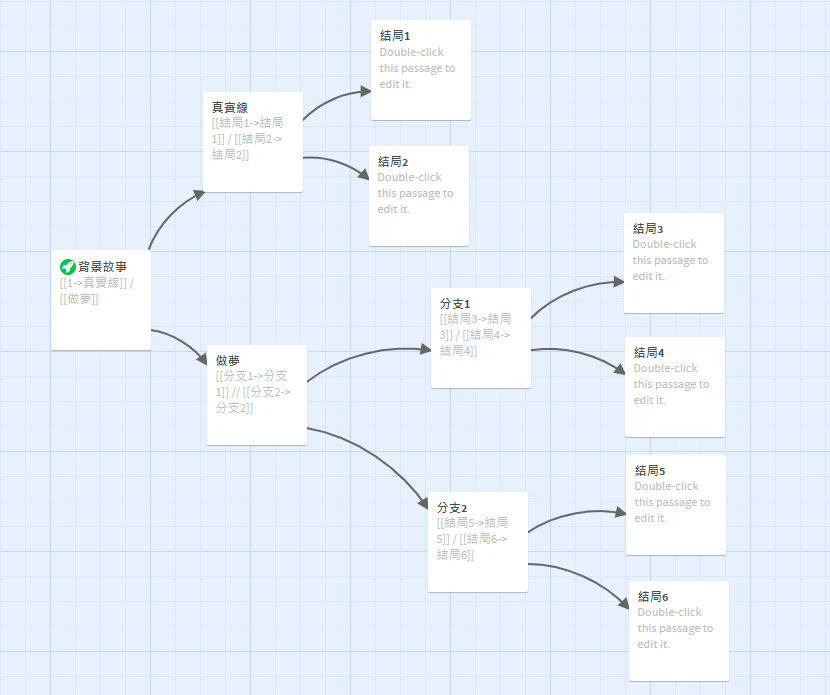 結局1
Double-click
this passage to
edit it.
真實線
[[結局1->結局
1]] / [[結局2->
結局2]]
結局2
Double-click
this passage to
edit it.
背景故事
[[1->真實線]] /
[[做夢]]
做夢
[[分支1->分支
1]] // [[分支2->
分支2]]
分支1
[[結局3->結局
3]] / [[結局4->
結局4]]
結局3
Double-click
this passage to
edit it.
結局4
Double-click
this passage to
edit it.
分支2
[[結局5->結局
5]] / [[結局6->
結局6]]
結局5
Double-click
this passage to
edit it.
結局6
Double-click
this passage to
edit it.